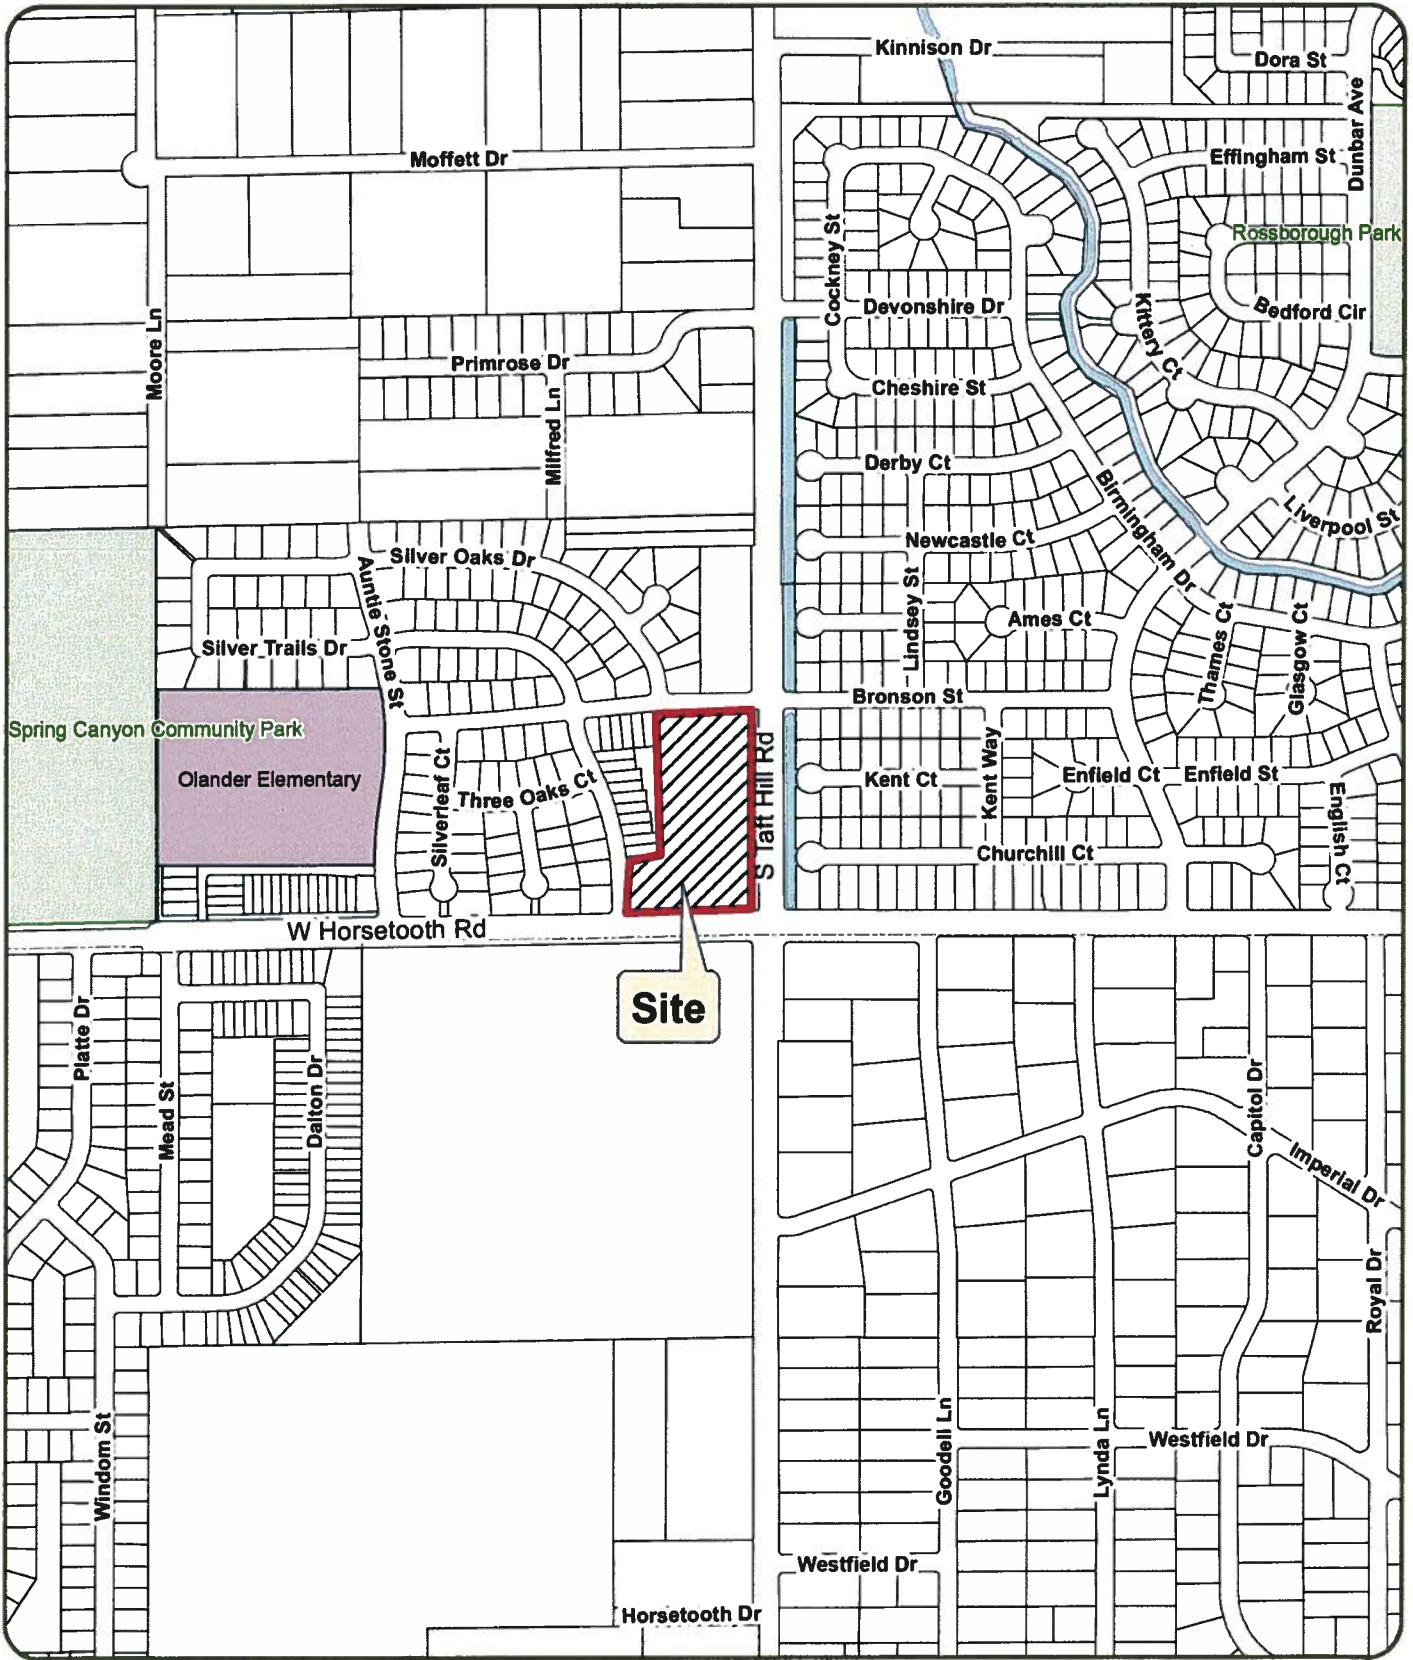 Kinnison Dr
Dora St
Dunbar Ave
Moffett Dr
Effingham St
Rossborough Park
Cockney St
Devonshire Dr
Bedford Cir
Moore Ln
Kittery Ct
Primrose Dr
Milfred Ln
Cheshire St
Derby Ct
Birmingham Dr
Liverpool St
Newcastle Ct
Silver Oaks Dr
Auntie Stone St
Lindsey St
Ames Ct
Thames Ct
Glasgow Ct
Silver Trails Dr
Bronson St
Spring Canyon Community Park
Olander Elementary
Silverleaf Ct
Three Oaks Ct
S Taft Hill Rd
Kent Ct
Kent Way
Enfield Ct
Enfield St
English Ct
Churchill Ct
W Horsetooth Rd
Site
Platte Dr
Mead St
Dalton Dr
Capitol Dr
Imperial Dr
Royal Dr
Windom St
Goodell Ln
Lynda Ln
Westfield Dr
Westfield Dr
Horsetooth Dr